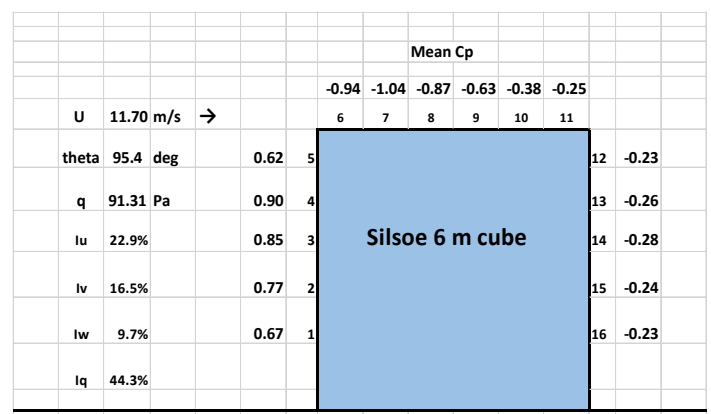 Mean Cp
-0.94 -1.04 -0.87 -0.63 -0.38 -0.25
U 11.70 m/s → 6 7 8 9 10 11
theta 95.4 deg 0.62 5 12 -0.23
q 91.31 Pa 0.90 4 13 -0.26
Iu 22.9% 0.85 3 Silsoe 6 m cube 14 -0.28
Iv 16.5% 0.77 2 15 -0.24
Iw 9.7% 0.67 1 16 -0.23
Iq 44.3%